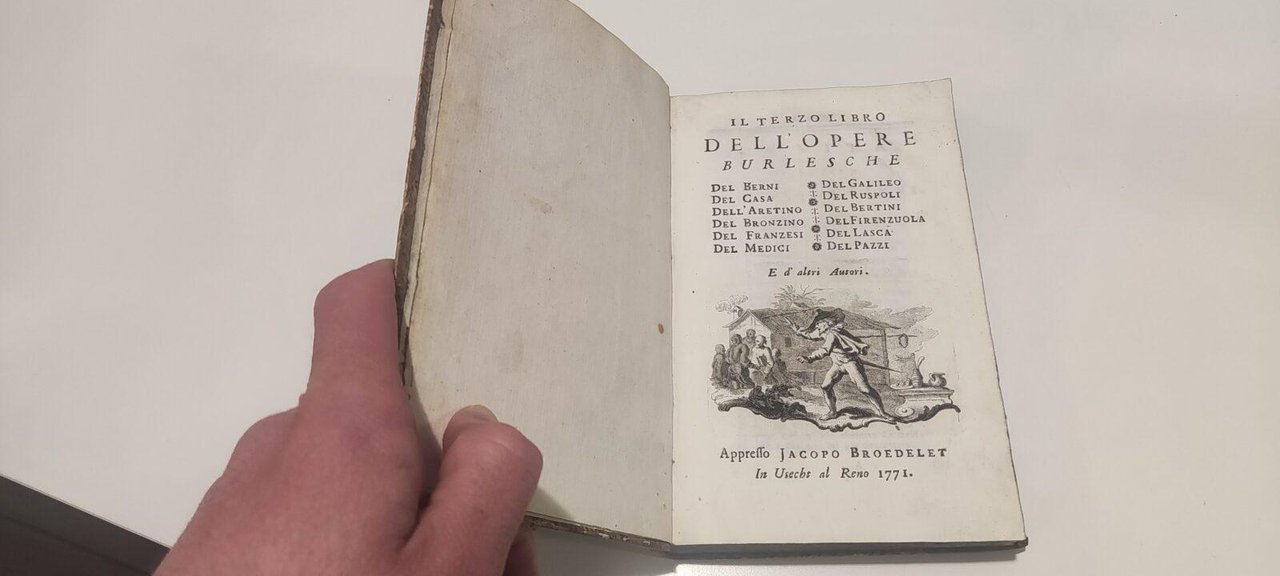 IL TERZO LIBRO
DELL'OPERE
BURLESCHE
DEL BERNI
DEL CASA
DELL'ARETINO
DEL BRONZINO
DEL FRANZESI
DEL MEDICI
DEL GALILEO
DEL RUSPOLI
DEL BERTINI
DEL FIRENZUOLA
DEL LASCA
DEL PAZZI
E d' altri Autori.
Appreſſo JACOPO BROEDELET
In Usecht al Reno 1771.